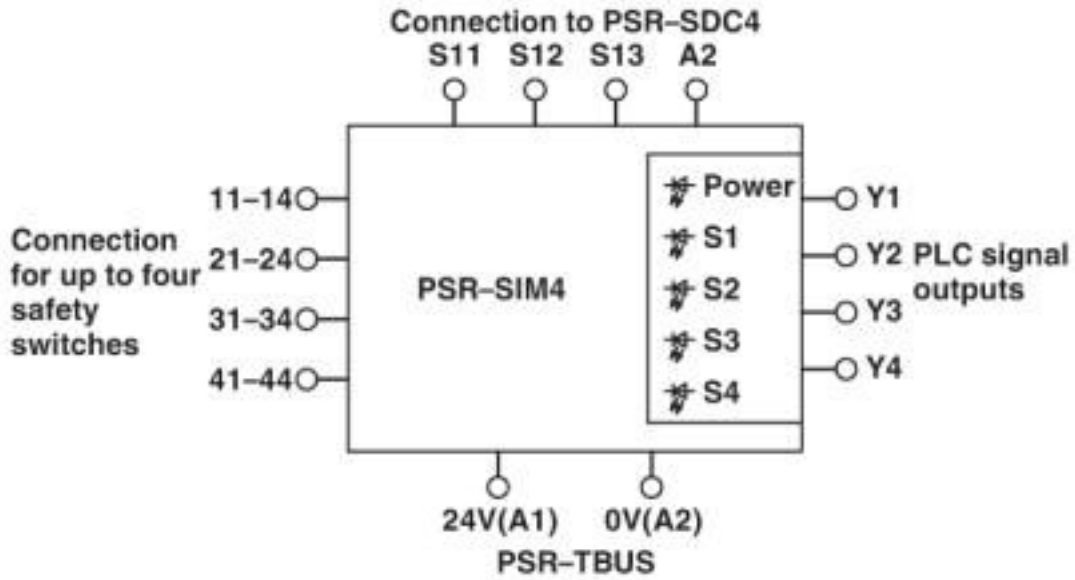 Connection to PSR–SDC4
S11 S12 S13 A2
Power
11–14
Y1
Connection
for up to four
safety
switches
21–24
S1
Y2
PLC signal
outputs
PSR–SIM4
S2
31–34
Y3
S3
41–44
Y4
S4
24V(A1) 0V(A2)
PSR–TBUS